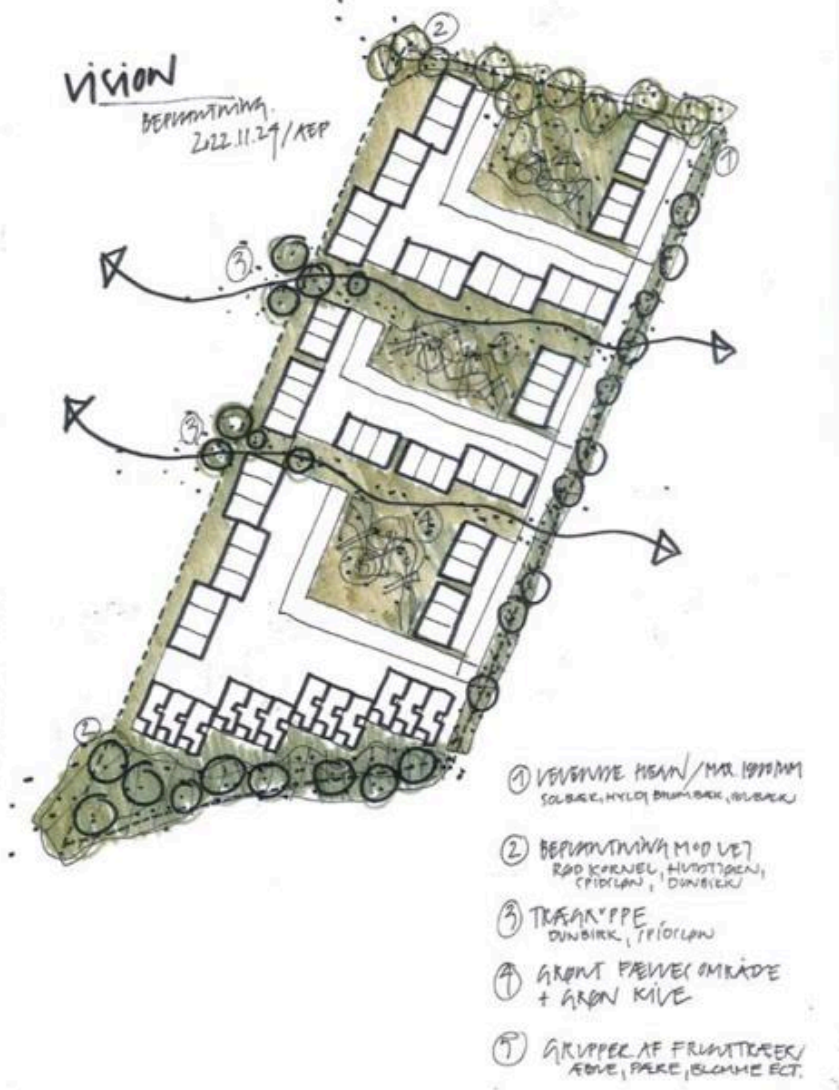 VISION
BEPLANTNING.
2022.11.24/AEP
2
1
3
3
4
2
1 LEVENDE HEGN/MAX. 1800MM
SOLBÆR, HYLD, BROMBÆR,
2 BEPLANTNING MOD VEJ
RØD KORNEL, HVIDTJØRN,
SPIDSLØN, DUNBIRK
3 TRÆGRUPPE
DUNBIRK, SPIDSLØN
4 GRØNT FÆLLESOMRÅDE
+ GRØN KILE
5 GRUPPER AF FRUGTTRÆER/
ÆBLE, PÆRE, BLOMME ECT.